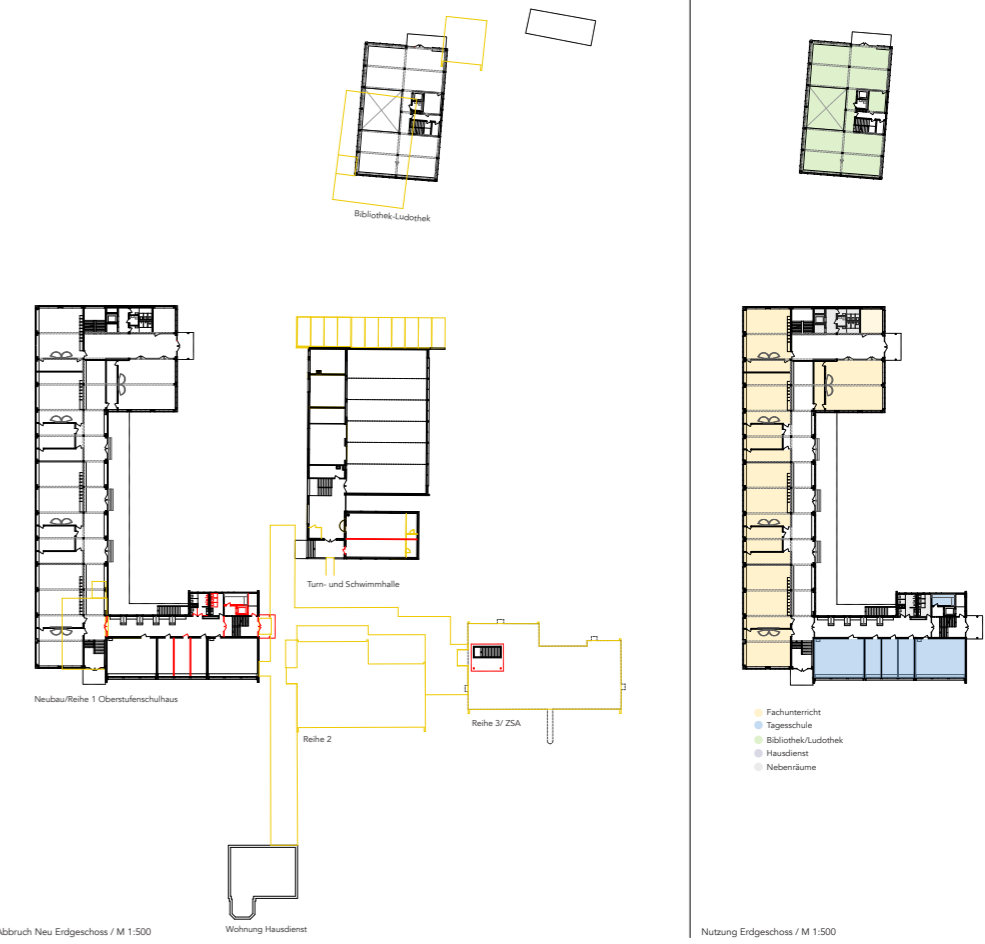 Bibliothek-Ludothek
Turn- und Schwimmhalle
Neubau/Reihe 1 Oberstufenschulhaus
Reihe 2
Reihe 3/ ZSA
Wohnung Hausdienst
Abbruch Neu Erdgeschoss / M 1:500
Fachunterricht
Tagesschule
Bibliothek/Ludothek
Hausdienst
Nebenräume
Nutzung Erdgeschoss / M 1:500